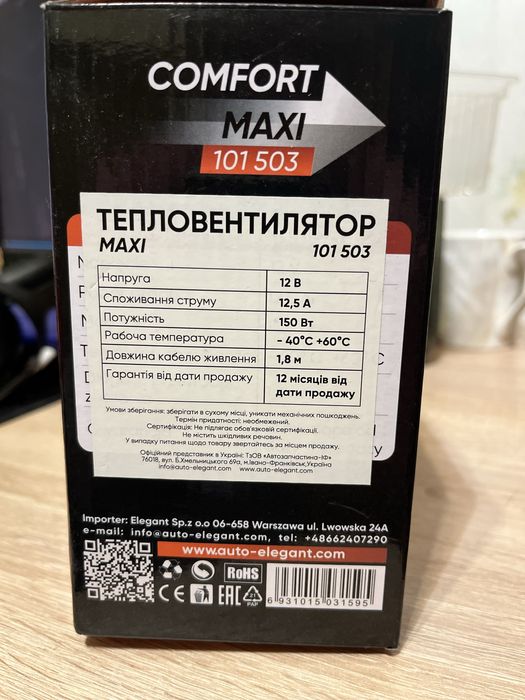 COMFORT
MAXI
101 503
ТЕПЛОВЕНТИЛЯТОР
MAXI 101 503
Напруга 12 В
Споживання струму 12,5 А
Потужність 150 Вт
Рабоча температура - 40°C +60°C
Довжина кабелю живлення 1,8 м
Гарантія від дати продажу 12 місяців від
дати продажу
Умови зберігання: зберігати в сухому місці, уникати механічних пошкоджень.
Термін придатності: необмежений.
Сертифікація: Не підлягає обов'язковій сертифікації.
Не містить шкідливих речовин.
У випадку питання щодо товару звертайтесь за місцем продажу.
Офіційний представник в Україні: ТзОВ «Автозапчастина-ІФ»
76018, вул. Б.Хмельницького 69а, м.Івано-Франківськ,Україна
info@auto-elegant.com
Importer: Elegant Sp.z o.o 06-658 Warszawa ul. Lwowska 24A
e-mail: info@auto-elegant.com, tel: +48662407290
www.auto-elegant.com
RoHS
CE EAC PAP
6 931015 031595